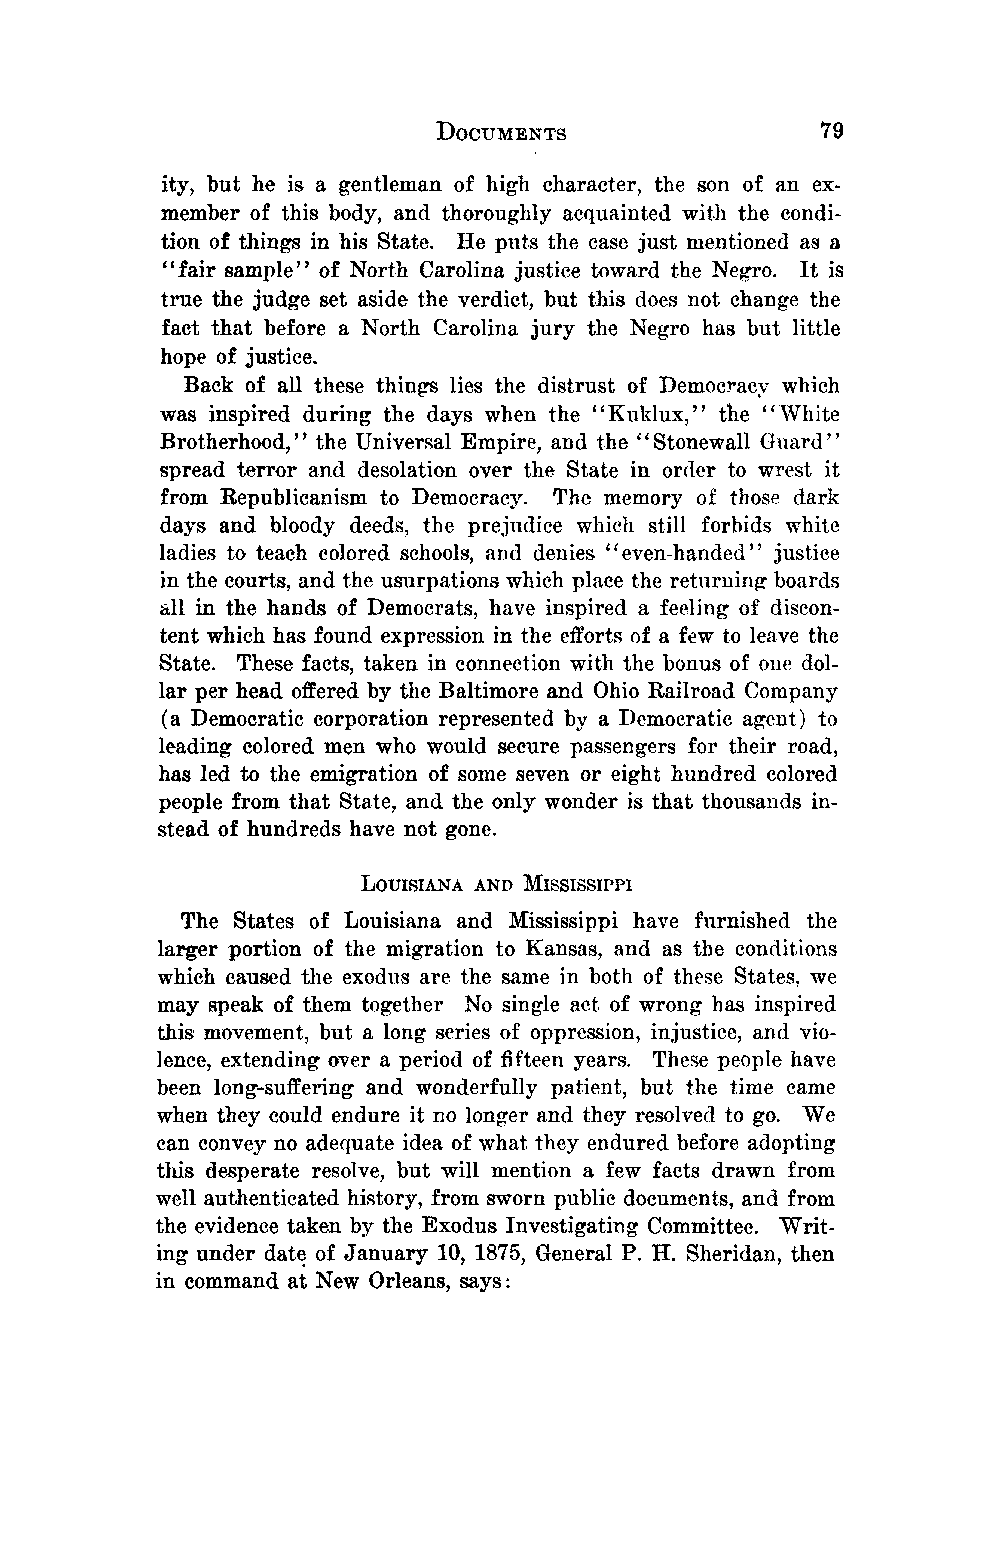 DOCUMENTS 79
ity, but he is a gentleman of high character, the son of an ex-
member of this body, and thoroughly acquainted with the condi-
tion of things in his State. He puts the case just mentioned as a
“fair sample” of North Carolina justice toward the Negro. It is
true the judge set aside the verdict, but this does not change the
fact that before a North Carolina jury the Negro has but little
hope of justice.
Back of all these things lies the distrust of Democracy which
was inspired during the days when the “Kuklux,” the “White
Brotherhood,” the Universal Empire, and the “Stonewall Guard”
spread terror and desolation over the State in order to wrest it
from Republicanism to Democracy. The memory of those dark
days and bloody deeds, the prejudice which still forbids white
ladies to teach colored schools, and denies “even-handed” justice
in the courts, and the usurpations which place the returning boards
all in the hands of Democrats, have inspired a feeling of discon-
tent which has found expression in the efforts of a few to leave the
State. These facts, taken in connection with the bonus of one dol-
lar per head offered by the Baltimore and Ohio Railroad Company
(a Democratic corporation represented by a Democratic agent) to
leading colored men who would secure passengers for their road,
has led to the emigration of some seven or eight hundred colored
people from that State, and the only wonder is that thousands in-
stead of hundreds have not gone.
LOUISIANA AND MISSISSIPPI
The States of Louisiana and Mississippi have furnished the
larger portion of the migration to Kansas, and as the conditions
which caused the exodus are the same in both of these States, we
may speak of them together No single act of wrong has inspired
this movement, but a long series of oppression, injustice, and vio-
lence, extending over a period of fifteen years. These people have
been long-suffering and wonderfully patient, but the time came
when they could endure it no longer and they resolved to go. We
can convey no adequate idea of what they endured before adopting
this desperate resolve, but will mention a few facts drawn from
well authenticated history, from sworn public documents, and from
the evidence taken by the Exodus Investigating Committee. Writ-
ing under date of January 10, 1875, General P. H. Sheridan, then
in command at New Orleans, says: